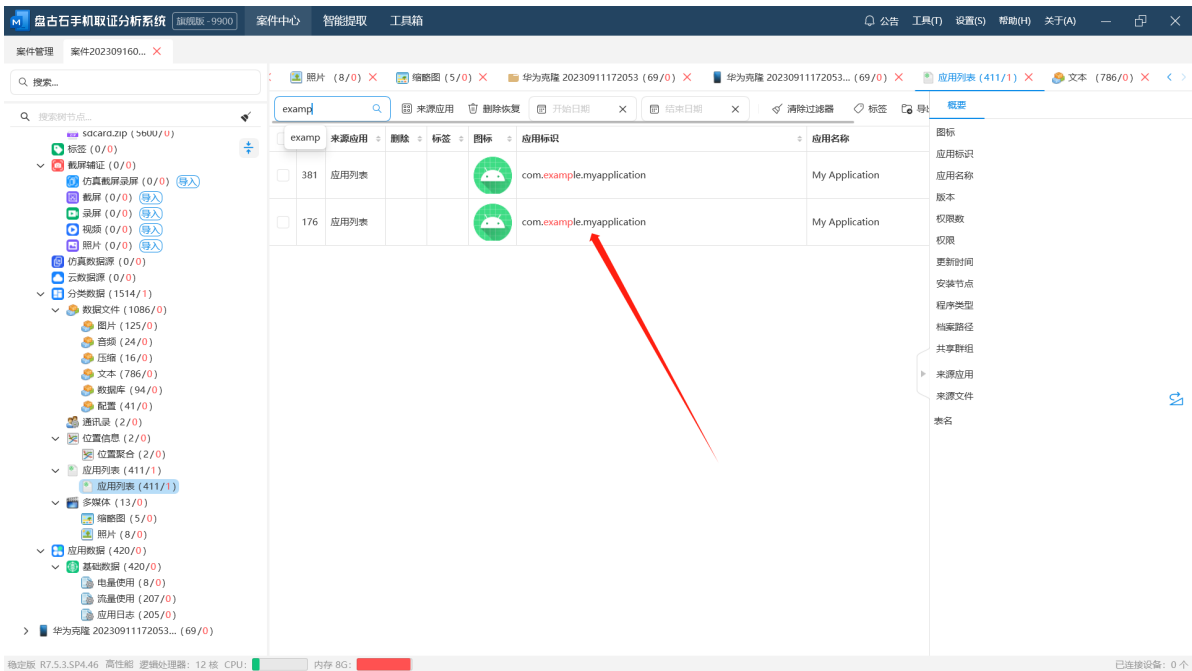 盘古石手机取证分析系统 旗舰版 - 9900 案件中心 智能提取 工具箱 公告 工具(T) 设置(S) 帮助(H) 关于(A)
案件管理 案件202309160...
搜索...
照片 (8/0) 缩略图 (5/0) 华为克隆 20230911172053 (69/0) 华为克隆 20230911172053... (69/0) 应用列表 (411/1) 文本 (786/0)
搜索树节点...
examp 来源应用 删除恢复 开始日期 结束日期 清除过滤器 标签 导出 概要
examp 来源应用 删除 标签 图标 应用标识 应用名称
381 应用列表 com.example.myapplication My Application
176 应用列表 com.example.myapplication My Application
sdcard.zip (5600/0)
标签 (0/0)
截屏辅证 (0/0)
仿真截屏录屏 (0/0) 导入
截屏 (0/0) 导入
录屏 (0/0) 导入
视频 (0/0) 导入
照片 (0/0) 导入
仿真数据源 (0/0)
云数据源 (0/0)
分类数据 (1514/1)
数据文件 (1086/0)
图片 (125/0)
音频 (24/0)
压缩 (16/0)
文本 (786/0)
数据库 (94/0)
配置 (41/0)
通讯录 (2/0)
位置信息 (2/0)
位置聚合 (2/0)
应用列表 (411/1)
应用列表 (411/1)
多媒体 (13/0)
缩略图 (5/0)
照片 (8/0)
应用数据 (420/0)
基础数据 (420/0)
电量使用 (8/0)
流量使用 (207/0)
应用日志 (205/0)
华为克隆 20230911172053... (69/0)
图标
应用标识
应用名称
版本
权限数
权限
更新时间
安装节点
程序类型
档案路径
共享群组
来源应用
来源文件
表名
稳定版 R7.5.3.SP4.46 高性能 逻辑处理器: 12 核 CPU: 内存 8G: 已连接设备: 0 个